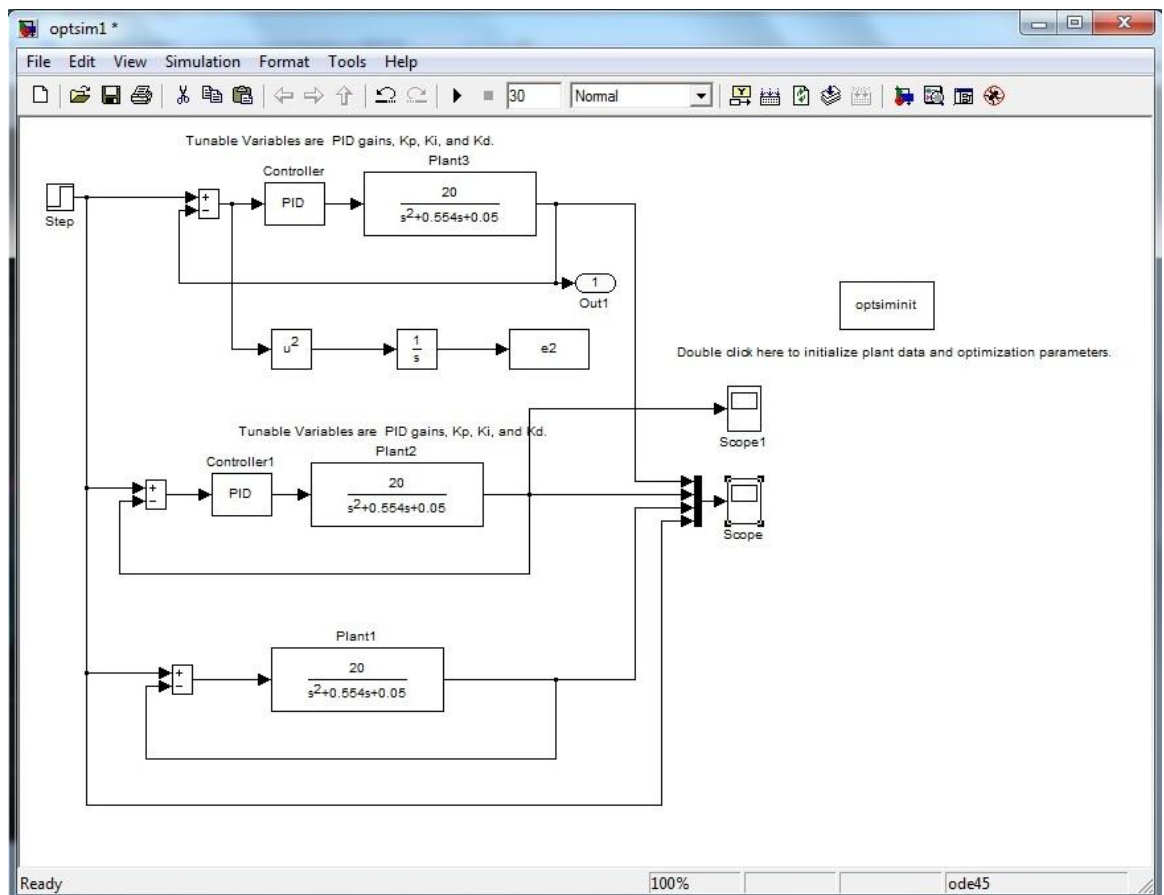 optsim1 *
File Edit View Simulation Format Tools Help
30 Normal
Tunable Variables are PID gains, Kp, Ki, and Kd.
Controller
Plant3
Step
+
−
PID
20
s²+0.554s+0.05
1
Out1
u²
1
s
e2
optsiminit
Double click here to initialize plant data and optimization parameters.
Scope1
Tunable Variables are PID gains, Kp, Ki, and Kd.
Controller1
Plant2
+
−
PID
20
s²+0.554s+0.05
Scope
Plant1
+
−
20
s²+0.554s+0.05
Ready 100% ode45